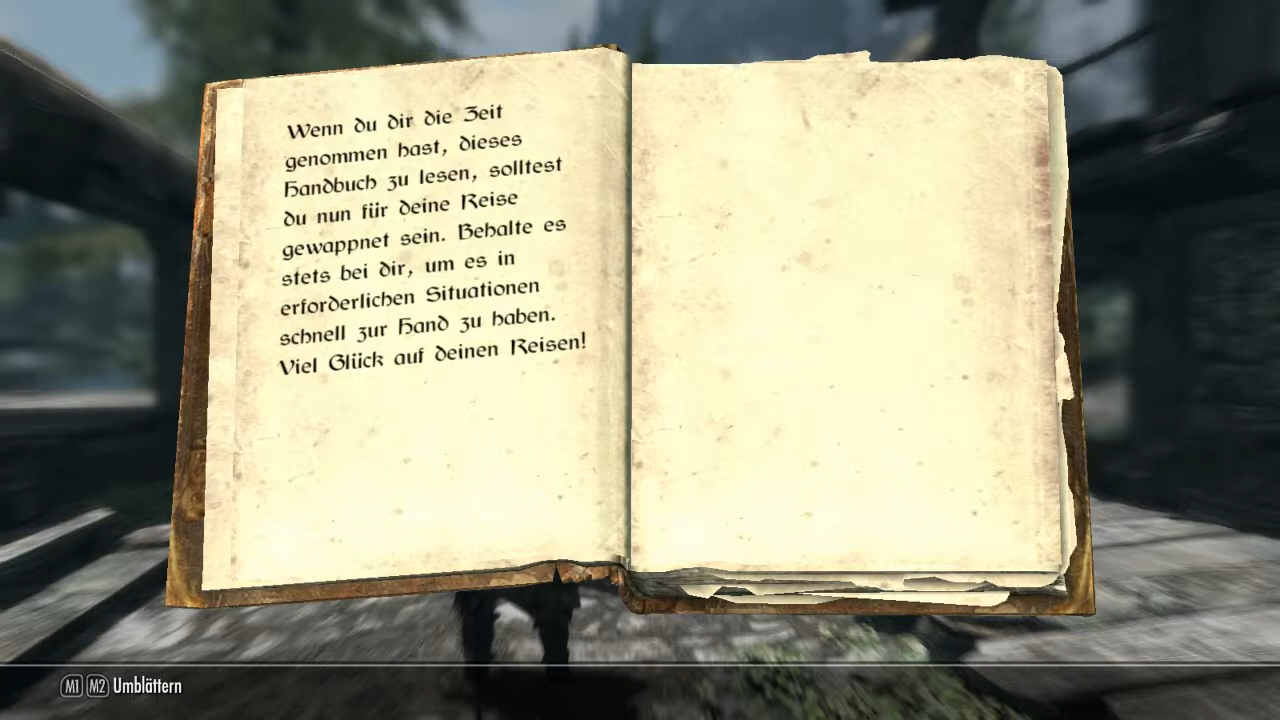 Wenn du dir die Zeit
genommen hast, dieses
Handbuch zu lesen, solltest
du nun für deine Reise
gewappnet sein. Behalte es
stets bei dir, um es in
erforderlichen Situationen
schnell zur Hand zu haben.
Viel Glück auf deinen Reisen!
M1 M2 Umblättern